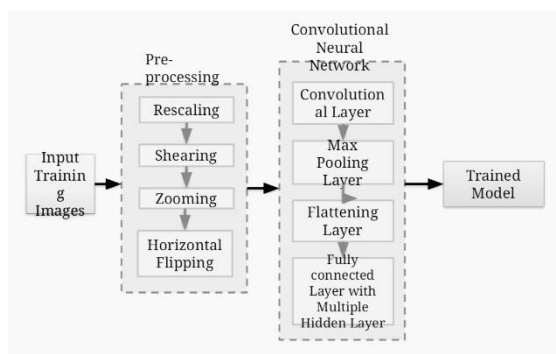 Input
Trainin
g
Images
Pre-
processing
Rescaling
Shearing
Zooming
Horizontal
Flipping
Convolutional
Neural
Network
Convolution
al Layer
Max
Pooling
Layer
Flattening
Layer
Fully
connected
Layer with
Multiple
Hidden Layer
Trained
Model